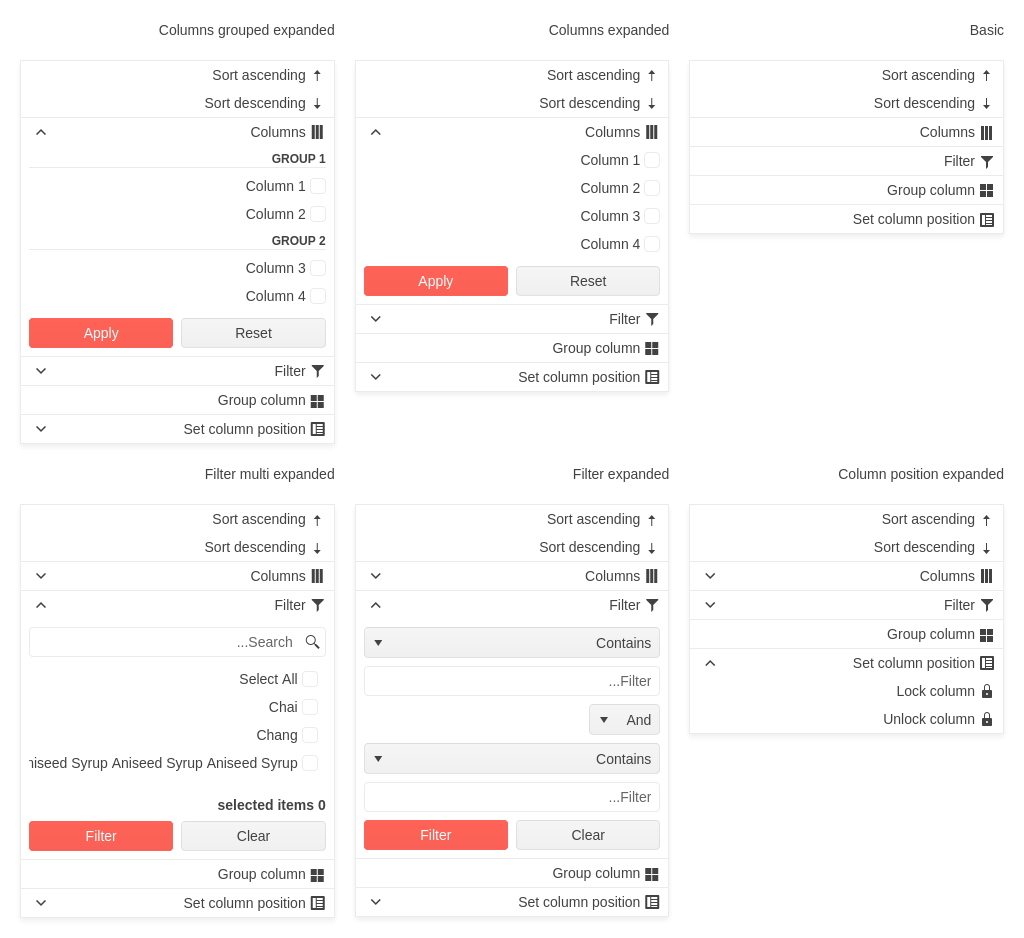 Columns grouped expanded
Sort ascending
Sort descending
Columns
GROUP 1
Column 1
Column 2
GROUP 2
Column 3
Column 4
Apply Reset
Filter
Group column
Set column position
Columns expanded
Sort ascending
Sort descending
Columns
Column 1
Column 2
Column 3
Column 4
Apply Reset
Filter
Group column
Set column position
Basic
Sort ascending
Sort descending
Columns
Filter
Group column
Set column position
Filter multi expanded
Sort ascending
Sort descending
Columns
Filter
...Search
Select All
Chai
Chang
Syrup Aniseed Syrup Aniseed Syrup
selected items 0
Filter Clear
Group column
Set column position
Filter expanded
Sort ascending
Sort descending
Columns
Filter
Contains
...Filter
And
Contains
...Filter
Filter Clear
Group column
Set column position
Column position expanded
Sort ascending
Sort descending
Columns
Filter
Group column
Set column position
Lock column
Unlock column